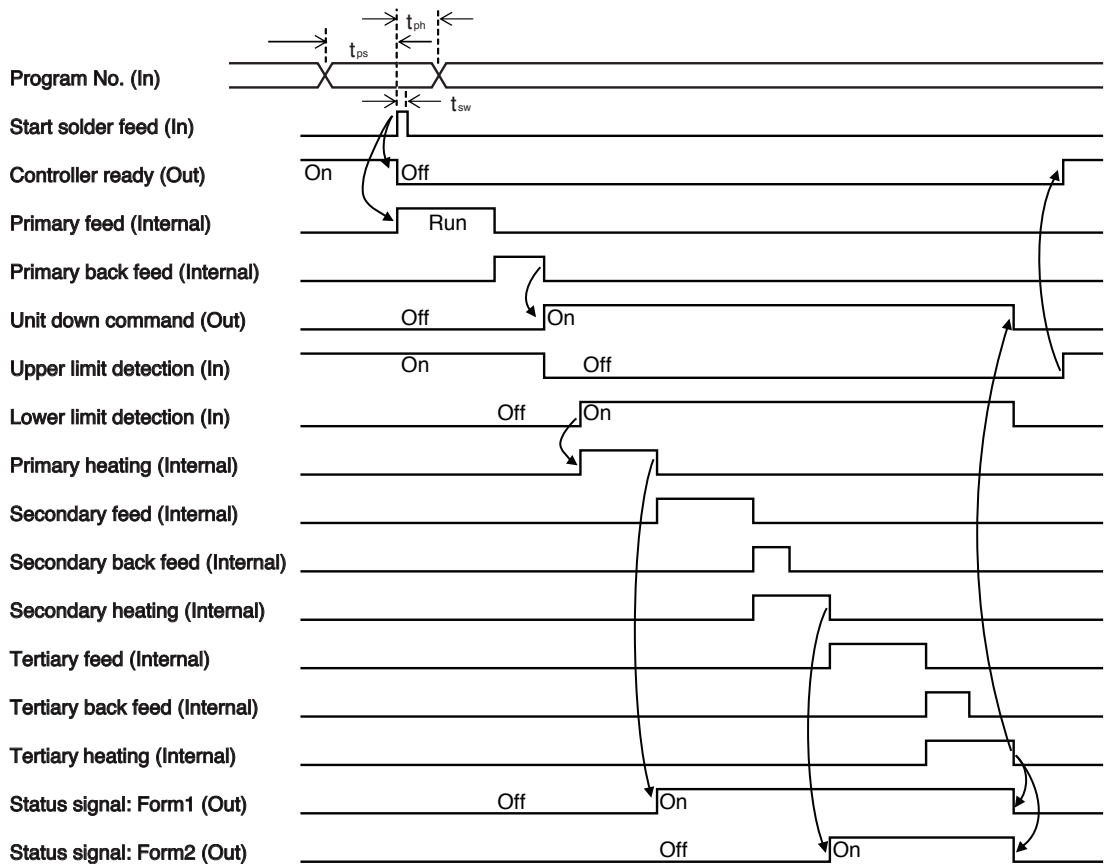 tph
tps
Program No. (In)
tsw
Start solder feed (In)
Controller ready (Out) On Off
Primary feed (Internal) Run
Primary back feed (Internal)
Unit down command (Out) Off On
Upper limit detection (In) On Off
Lower limit detection (In) Off On
Primary heating (Internal)
Secondary feed (Internal)
Secondary back feed (Internal)
Secondary heating (Internal)
Tertiary feed (Internal)
Tertiary back feed (Internal)
Tertiary heating (Internal)
Status signal: Form1 (Out) Off On
Status signal: Form2 (Out) Off On